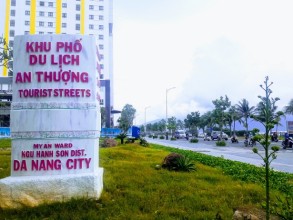 KHU PHỐ
DU LỊCH
AN THƯỢNG
TOURIST STREETS
MY AN WARD
NGU HANH SON DIST.
DA NANG CITY